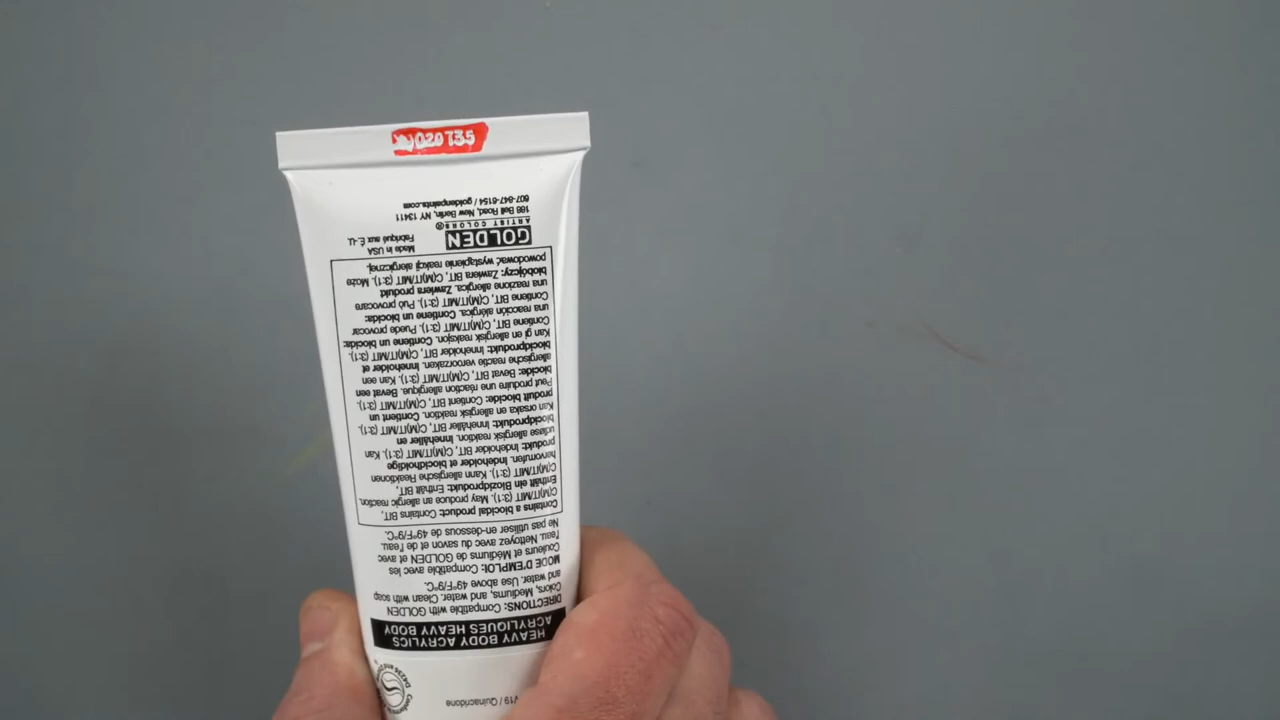 / Quinacridone
D4236
HEAVY BODY ACRYLICS
ACRYLIQUES HEAVY BODY
DIRECTIONS: Compatible with GOLDEN
Colors, Mediums, and water. Clean with soap
and water. Use above 49°F/9°C.
MODE D'EMPLOI: Compatible avec les
Couleurs et Médiums de GOLDEN et avec
l'eau. Nettoyez avec du savon et de l'eau.
Ne pas utiliser en-dessous de 49°F/9°C.
Contains a biocidal product: Contains BIT,
C(M)IT/MIT (3:1). May produce an allergic reaction.
Enthält ein Biozidprodukt: Enthält BIT,
C(M)IT/MIT (3:1). Kann allergische Reaktionen
hervorrufen. Indeholder et biocidholdige
produkt: Indeholder BIT, C(M)IT/MIT (3:1). Kan
udløse allergisk reaktion. Innehållen en
biocidprodukt: Innehåller BIT, C(M)IT/MIT (3:1).
Kan orsaka en allergisk reaktion. Contient un
produit biocide: Contient BIT, C(M)IT/MIT (3:1).
Peut produire une réaction allergique. Bevat een
biocide: Bevat BIT, C(M)IT/MIT (3:1). Kan een
allergische reactie veroorzaken. Inneholder et
biocidprodukt: Inneholder BIT, C(M)IT/MIT (3:1).
Kan gi en allergisk reaksjon. Contiene un biocida:
Contiene BIT, C(M)IT/MIT (3:1). Puede provocar
una reacción alérgica. Contiene un biocida:
Contiene BIT, C(M)IT/MIT (3:1). Può provocare
una reazione allergica. Zawiera produkt
biobójczy: Zawiera BIT, C(M)IT/MIT (3:1). Może
powodować wystąpienie reakcji alergicznej.
GOLDEN
ARTIST COLORS®
Made in USA
Fabriqué aux É.-U.
188 Bell Road, New Berlin, NY, 13411
607-847-6154 / goldenpaints.com